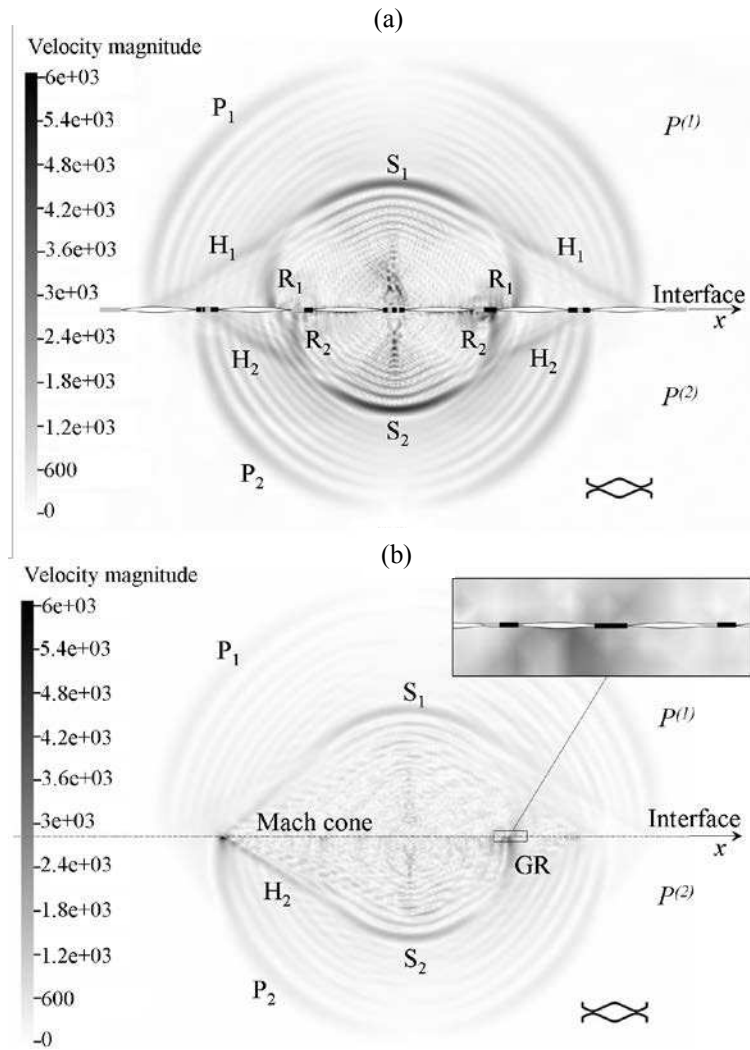 (a)
Velocity magnitude
6e+03
5.4e+03
4.8e+03
4.2e+03
3.6e+03
3e+03
2.4e+03
1.8e+03
1.2e+03
600
0
P₁
P⁽¹⁾
S₁
H₁
H₁
R₁
R₁
Interface
x
R₂
R₂
H₂
H₂
P⁽²⁾
S₂
P₂
(b)
Velocity magnitude
6e+03
5.4e+03
4.8e+03
4.2e+03
3.6e+03
3e+03
2.4e+03
1.8e+03
1.2e+03
600
0
P₁
S₁
P⁽¹⁾
Mach cone
Interface
x
GR
H₂
P⁽²⁾
S₂
P₂